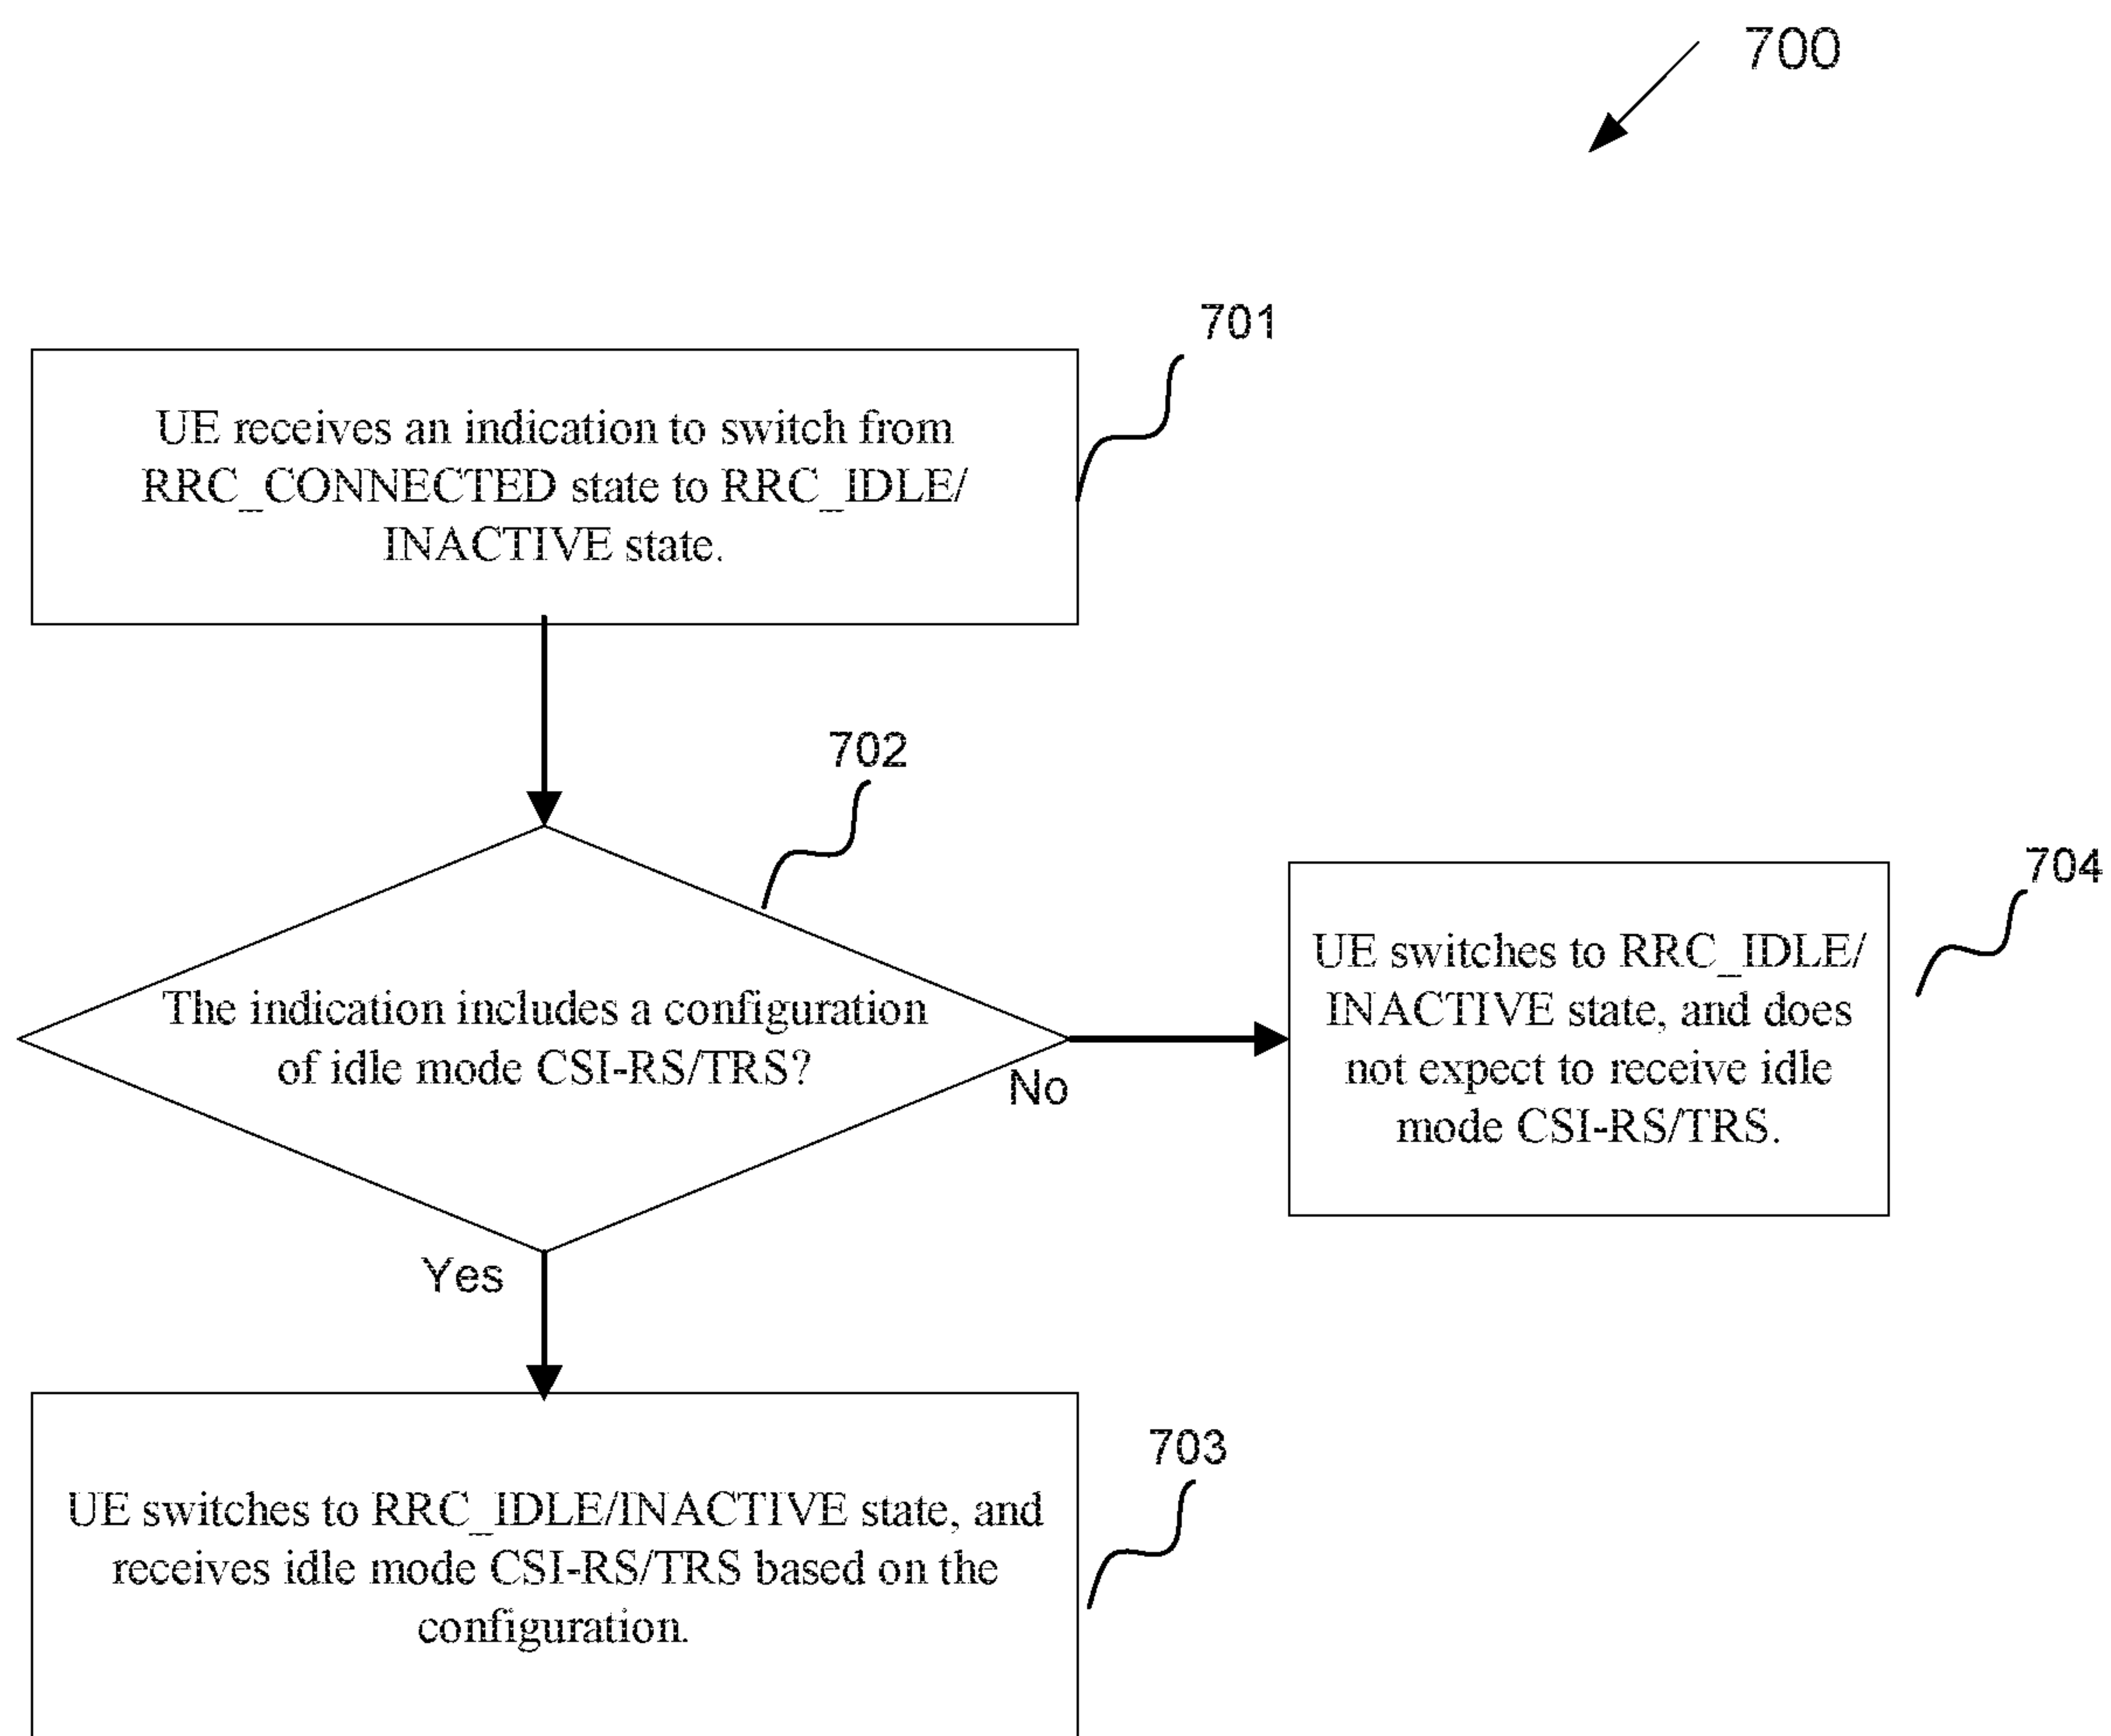 700
701
UE receives an indication to switch from
RRC_CONNECTED state to RRC_IDLE/
INACTIVE state.
702
The indication includes a configuration
of idle mode CSI-RS/TRS?
No
704
UE switches to RRC_IDLE/
INACTIVE state, and does
not expect to receive idle
mode CSI-RS/TRS.
Yes
703
UE switches to RRC_IDLE/INACTIVE state, and
receives idle mode CSI-RS/TRS based on the
configuration.